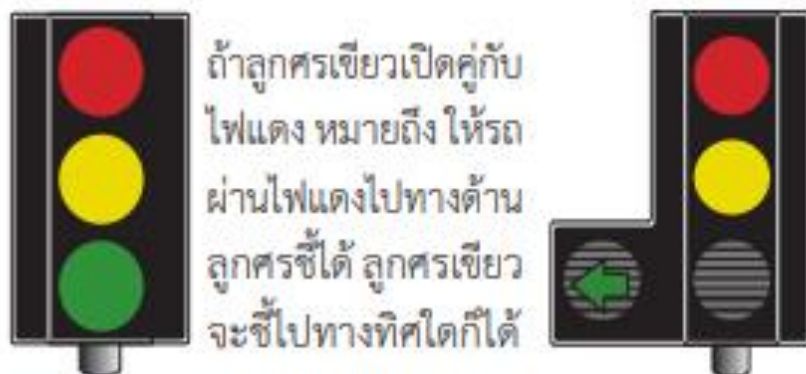 ถ้าลูกศรเขียวเปิดคู่กับ
ไฟแดง หมายถึง ให้รถ
ผ่านไฟแดงไปทางด้าน
ลูกศรชี้ได้ ลูกศรเขียว
จะชี้ไปทางทิศใดก็ได้